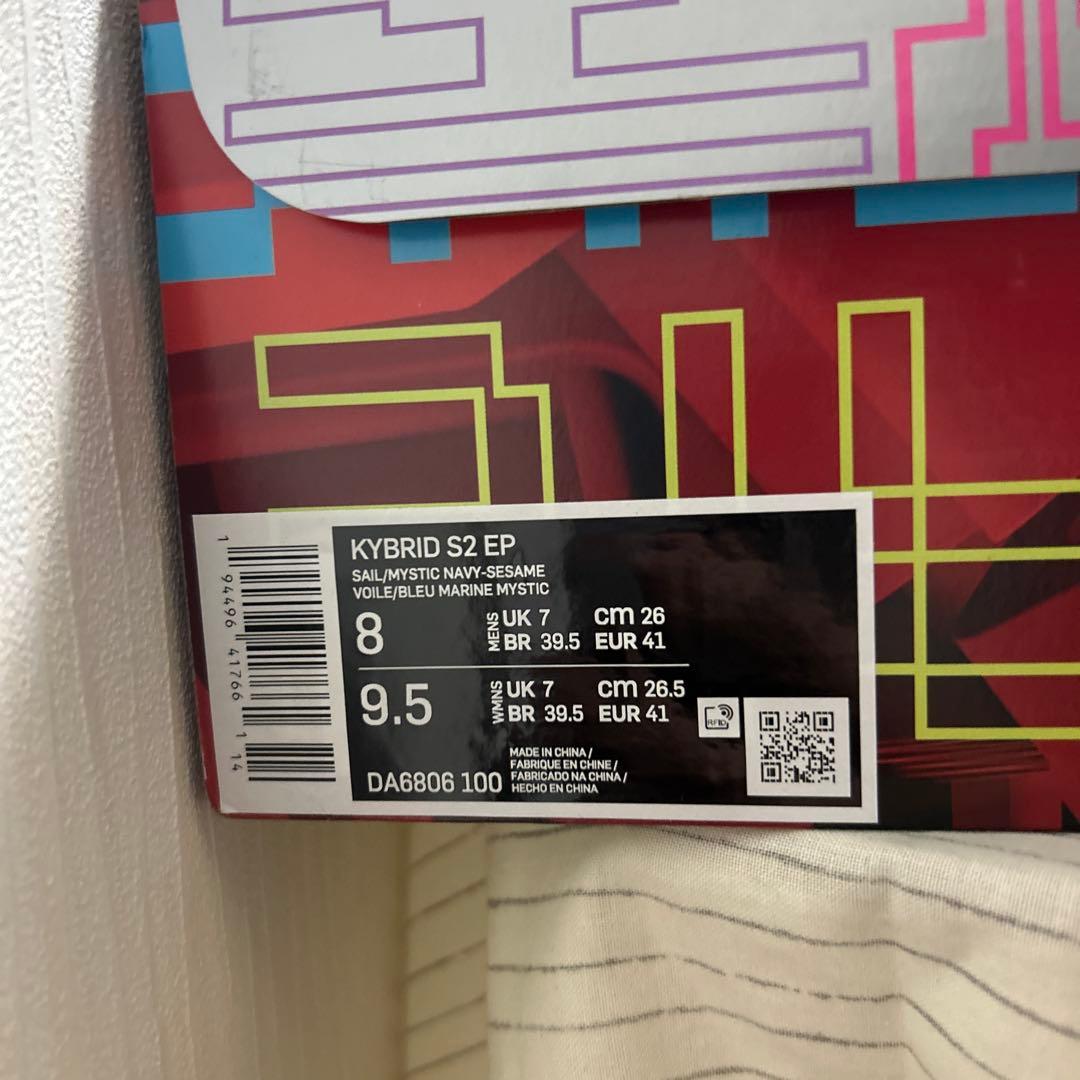 KYBRID S2 EP
SAIL/MYSTIC NAVY-SESAME
VOILE/BLEU MARINE MYSTIC
8 MENS UK 7 cm 26
BR 39.5 EUR 41
9.5 WMNS UK 7 cm 26.5
BR 39.5 EUR 41
RFID
MADE IN CHINA /
FABRIQUE EN CHINE /
FABRICADO NA CHINA /
HECHO EN CHINA
DA6806 100
1 94496 41766 1 14